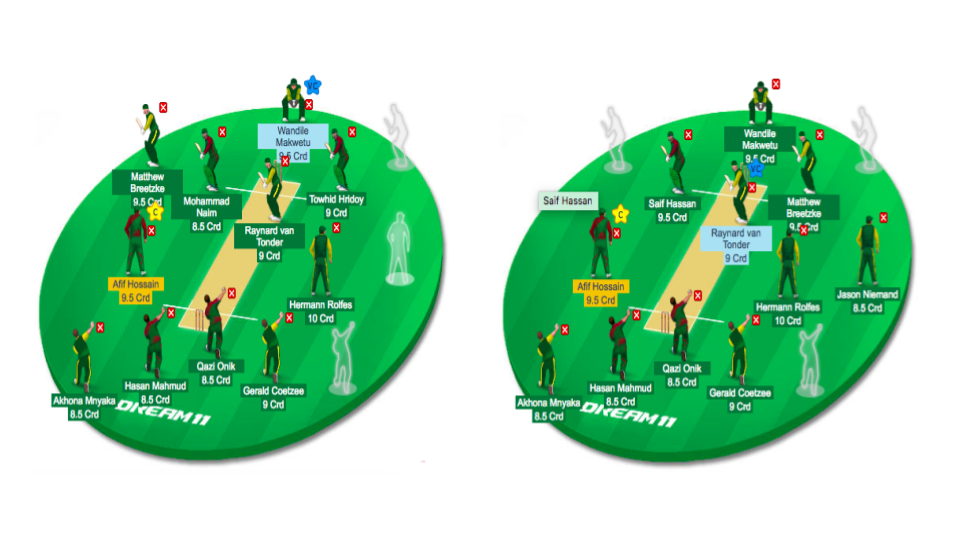 VC
Wandile
Makwetu
9.5 Crd
Matthew
Breetzke
9.5 Crd
Mohammad
Naim
8.5 Crd
Towhid Hridoy
9 Crd
C
Raynard van
Tonder
9 Crd
Afif Hossain
9.5 Crd
Hermann Rolfes
10 Crd
Qazi Onik
8.5 Crd
Hasan Mahmud
8.5 Crd
Gerald Coetzee
9 Crd
Akhona Mnyaka
8.5 Crd
DREAM11
Wandile
Makwetu
9.5 Crd
VC
Saif Hassan
Saif Hassan
9.5 Crd
Matthew
Breetzke
9.5 Crd
C
Raynard van
Tonder
9 Crd
Afif Hossain
9.5 Crd
Hermann Rolfes
10 Crd
Jason Niemand
8.5 Crd
Qazi Onik
8.5 Crd
Hasan Mahmud
8.5 Crd
Gerald Coetzee
9 Crd
Akhona Mnyaka
8.5 Crd
DREAM11